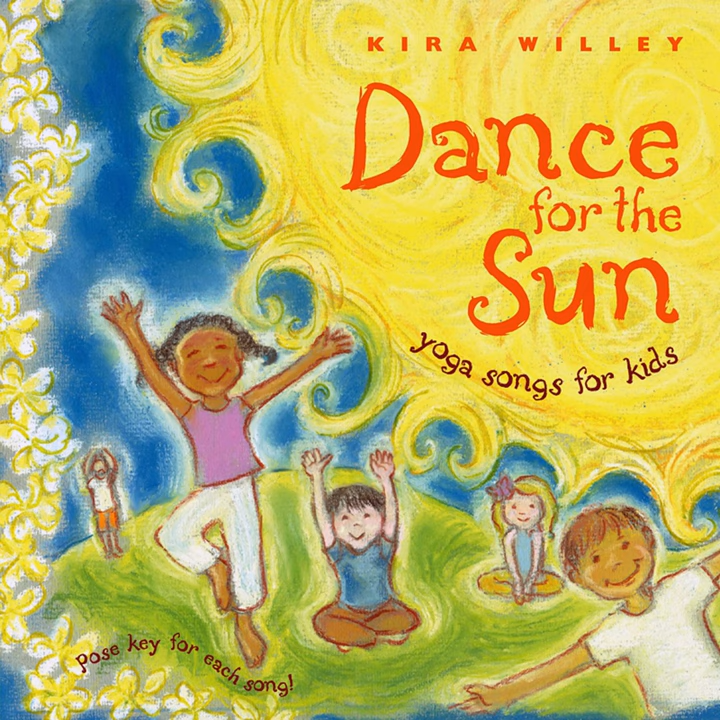 KIRA WILLEY
Dance
for the
Sun
yoga songs for kids
pose key for each song!